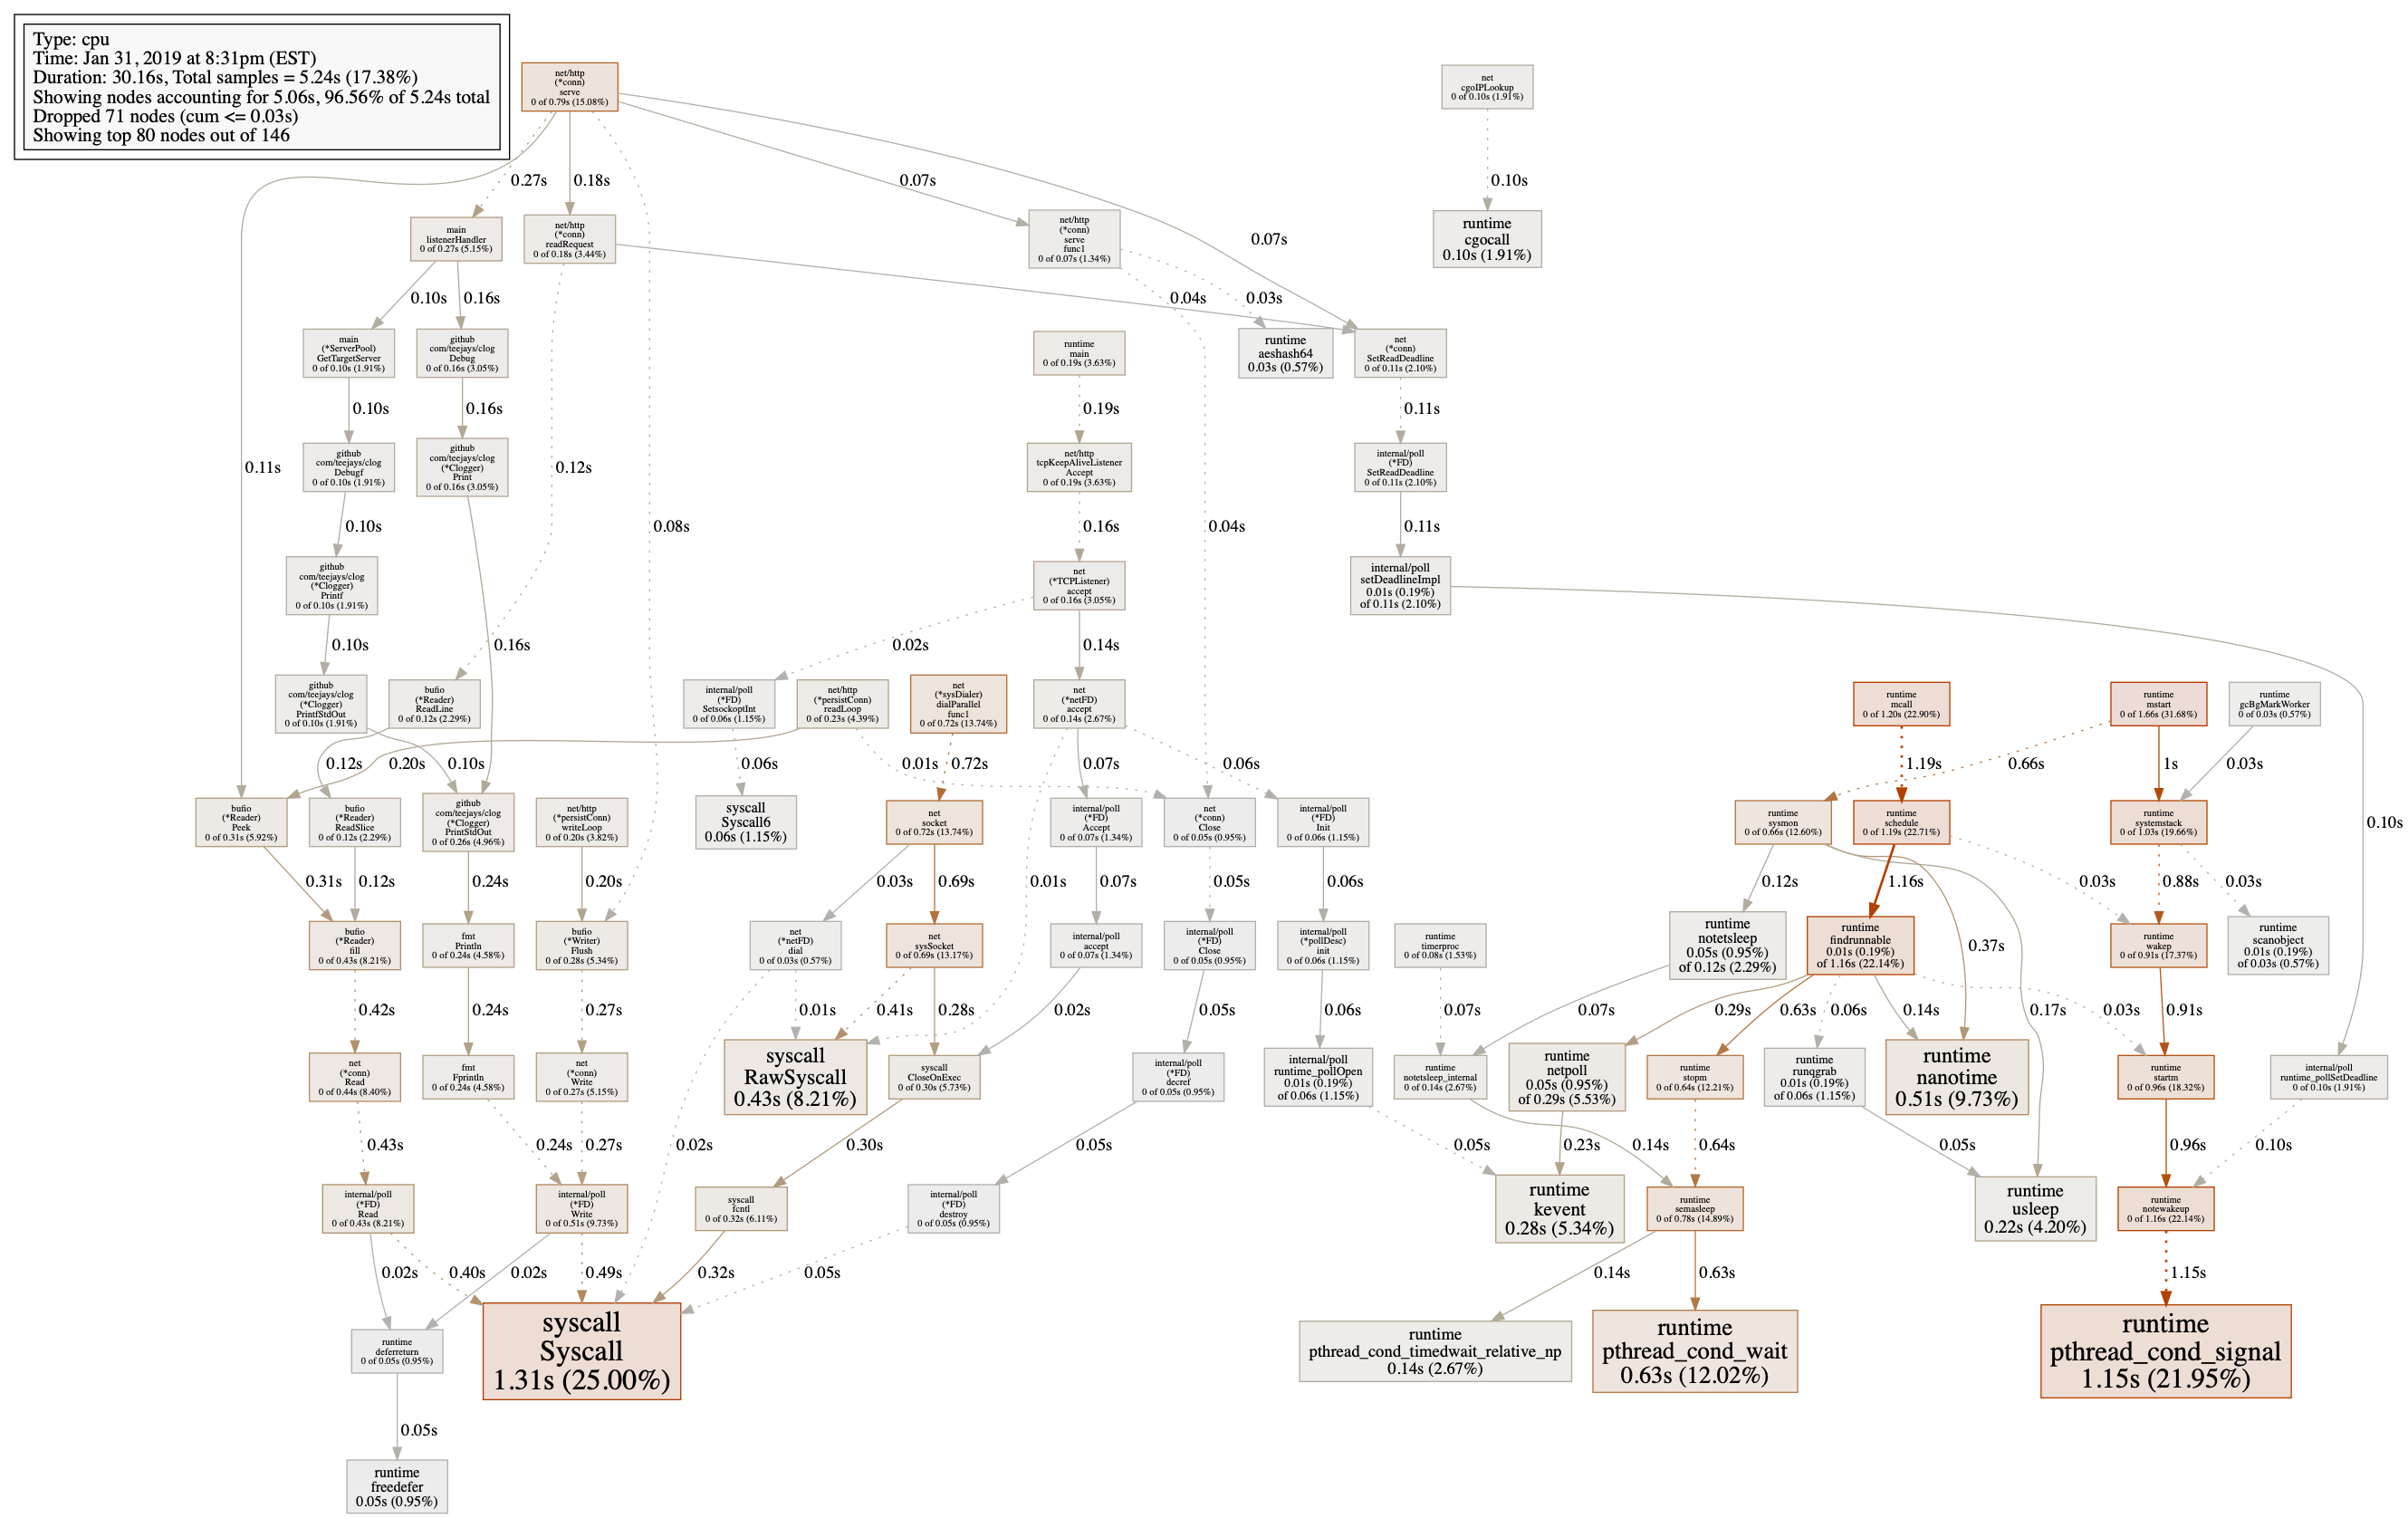 Type: cpu
Time: Jan 31, 2019 at 8:31pm (EST)
Duration: 30.16s, Total samples = 5.24s (17.38%)
Showing nodes accounting for 5.06s, 96.56% of 5.24s total
Dropped 71 nodes (cum <= 0.03s)
Showing top 80 nodes out of 146
net/http
(*conn)
serve
0 of 0.79s (15.08%)
net
cgoIPLookup
0 of 0.10s (1.91%)
0.27s
0.18s
0.07s
0.10s
main
listenerHandler
0 of 0.27s (5.15%)
net/http
(*conn)
readRequest
0 of 0.18s (3.44%)
net/http
(*conn)
serve
func1
0 of 0.07s (1.34%)
0.07s
runtime
cgocall
0.10s (1.91%)
0.10s
0.16s
0.04s
0.03s
main
(*ServerPool)
GetTargetServer
0 of 0.10s (1.91%)
github
com/teejays/clog
Debug
0 of 0.16s (3.05%)
runtime
main
0 of 0.19s (3.63%)
runtime
aeshash64
0.03s (0.57%)
net
(*conn)
SetReadDeadline
0 of 0.11s (2.10%)
0.10s
0.16s
0.19s
0.11s
0.11s
github
com/teejays/clog
Debugf
0 of 0.10s (1.91%)
github
com/teejays/clog
(*Clogger)
Print
0 of 0.16s (3.05%)
0.12s
net/http
tcpKeepAliveListener
Accept
0 of 0.19s (3.63%)
internal/poll
(*FD)
SetReadDeadline
0 of 0.11s (2.10%)
0.10s
0.08s
0.16s
0.04s
0.11s
github
com/teejays/clog
(*Clogger)
Printf
0 of 0.10s (1.91%)
net
(*TCPListener)
accept
0 of 0.16s (3.05%)
internal/poll
setDeadlineImpl
0.01s (0.19%)
of 0.11s (2.10%)
0.10s
0.16s
0.02s
0.14s
github
com/teejays/clog
(*Clogger)
PrintfStdOut
0 of 0.10s (1.91%)
bufio
(*Reader)
ReadLine
0 of 0.12s (2.29%)
internal/poll
(*FD)
SetsockoptInt
0 of 0.06s (1.15%)
net/http
(*persistConn)
readLoop
0 of 0.23s (4.39%)
net
(*sysDialer)
dialParallel
func1
0 of 0.72s (13.74%)
net
(*netFD)
accept
0 of 0.14s (2.67%)
runtime
mcall
0 of 1.20s (22.90%)
runtime
mstart
0 of 1.66s (31.68%)
runtime
gcBgMarkWorker
0 of 0.03s (0.57%)
0.12s
0.20s
0.10s
0.06s
0.01s
0.72s
0.07s
0.06s
1.19s
0.66s
1s
0.03s
bufio
(*Reader)
Peek
0 of 0.31s (5.92%)
bufio
(*Reader)
ReadSlice
0 of 0.12s (2.29%)
github
com/teejays/clog
(*Clogger)
PrintStdOut
0 of 0.26s (4.96%)
net/http
(*persistConn)
writeLoop
0 of 0.20s (3.82%)
syscall
Syscall6
0.06s (1.15%)
net
socket
0 of 0.72s (13.74%)
internal/poll
(*FD)
Accept
0 of 0.07s (1.34%)
net
(*conn)
Close
0 of 0.05s (0.95%)
internal/poll
(*FD)
Init
0 of 0.06s (1.15%)
runtime
sysmon
0 of 0.66s (12.60%)
runtime
schedule
0 of 1.19s (22.71%)
runtime
systemstack
0 of 1.03s (19.66%)
0.10s
0.31s
0.12s
0.24s
0.20s
0.03s
0.69s
0.01s
0.07s
0.05s
0.06s
0.12s
1.16s
0.03s
0.88s
0.03s
bufio
(*Reader)
fill
0 of 0.43s (8.21%)
fmt
Println
0 of 0.24s (4.58%)
bufio
(*Writer)
Flush
0 of 0.28s (5.34%)
net
(*netFD)
dial
0 of 0.03s (0.57%)
net
sysSocket
0 of 0.69s (13.17%)
internal/poll
accept
0 of 0.07s (1.34%)
internal/poll
(*FD)
Close
0 of 0.05s (0.95%)
internal/poll
(*pollDesc)
init
0 of 0.06s (1.15%)
runtime
timerproc
0 of 0.08s (1.53%)
runtime
notetsleep
0.05s (0.95%)
of 0.12s (2.29%)
runtime
findrunnable
0.01s (0.19%)
of 1.16s (22.14%)
0.37s
runtime
wakep
0 of 0.91s (17.37%)
runtime
scanobject
0.01s (0.19%)
of 0.03s (0.57%)
0.42s
0.24s
0.27s
0.01s
0.41s
0.28s
0.02s
0.05s
0.06s
0.07s
0.07s
0.29s
0.63s
0.06s
0.14s
0.17s
0.03s
0.91s
net
(*conn)
Read
0 of 0.44s (8.40%)
fmt
Fprintln
0 of 0.24s (4.58%)
net
(*conn)
Write
0 of 0.27s (5.15%)
syscall
RawSyscall
0.43s (8.21%)
syscall
CloseOnExec
0 of 0.30s (5.73%)
internal/poll
(*FD)
decref
0 of 0.05s (0.95%)
internal/poll
runtime_pollOpen
0.01s (0.19%)
of 0.06s (1.15%)
runtime
notetsleep_internal
0 of 0.14s (2.67%)
runtime
netpoll
0.05s (0.95%)
of 0.29s (5.53%)
runtime
stopm
0 of 0.64s (12.21%)
runtime
runqgrab
0.01s (0.19%)
of 0.06s (1.15%)
runtime
nanotime
0.51s (9.73%)
runtime
startm
0 of 0.96s (18.32%)
internal/poll
runtime_pollSetDeadline
0 of 0.10s (1.91%)
0.43s
0.24s
0.27s
0.02s
0.30s
0.05s
0.05s
0.23s
0.14s
0.64s
0.05s
0.96s
0.10s
internal/poll
(*FD)
Read
0 of 0.43s (8.21%)
internal/poll
(*FD)
Write
0 of 0.51s (9.73%)
syscall
fcntl
0 of 0.32s (6.11%)
internal/poll
(*FD)
destroy
0 of 0.05s (0.95%)
runtime
kevent
0.28s (5.34%)
runtime
semasleep
0 of 0.78s (14.89%)
runtime
usleep
0.22s (4.20%)
runtime
notewakeup
0 of 1.16s (22.14%)
0.02s
0.40s
0.02s
0.49s
0.32s
0.05s
0.14s
0.63s
1.15s
runtime
deferreturn
0 of 0.05s (0.95%)
syscall
Syscall
1.31s (25.00%)
runtime
pthread_cond_timedwait_relative_np
0.14s (2.67%)
runtime
pthread_cond_wait
0.63s (12.02%)
runtime
pthread_cond_signal
1.15s (21.95%)
0.05s
runtime
freedefer
0.05s (0.95%)